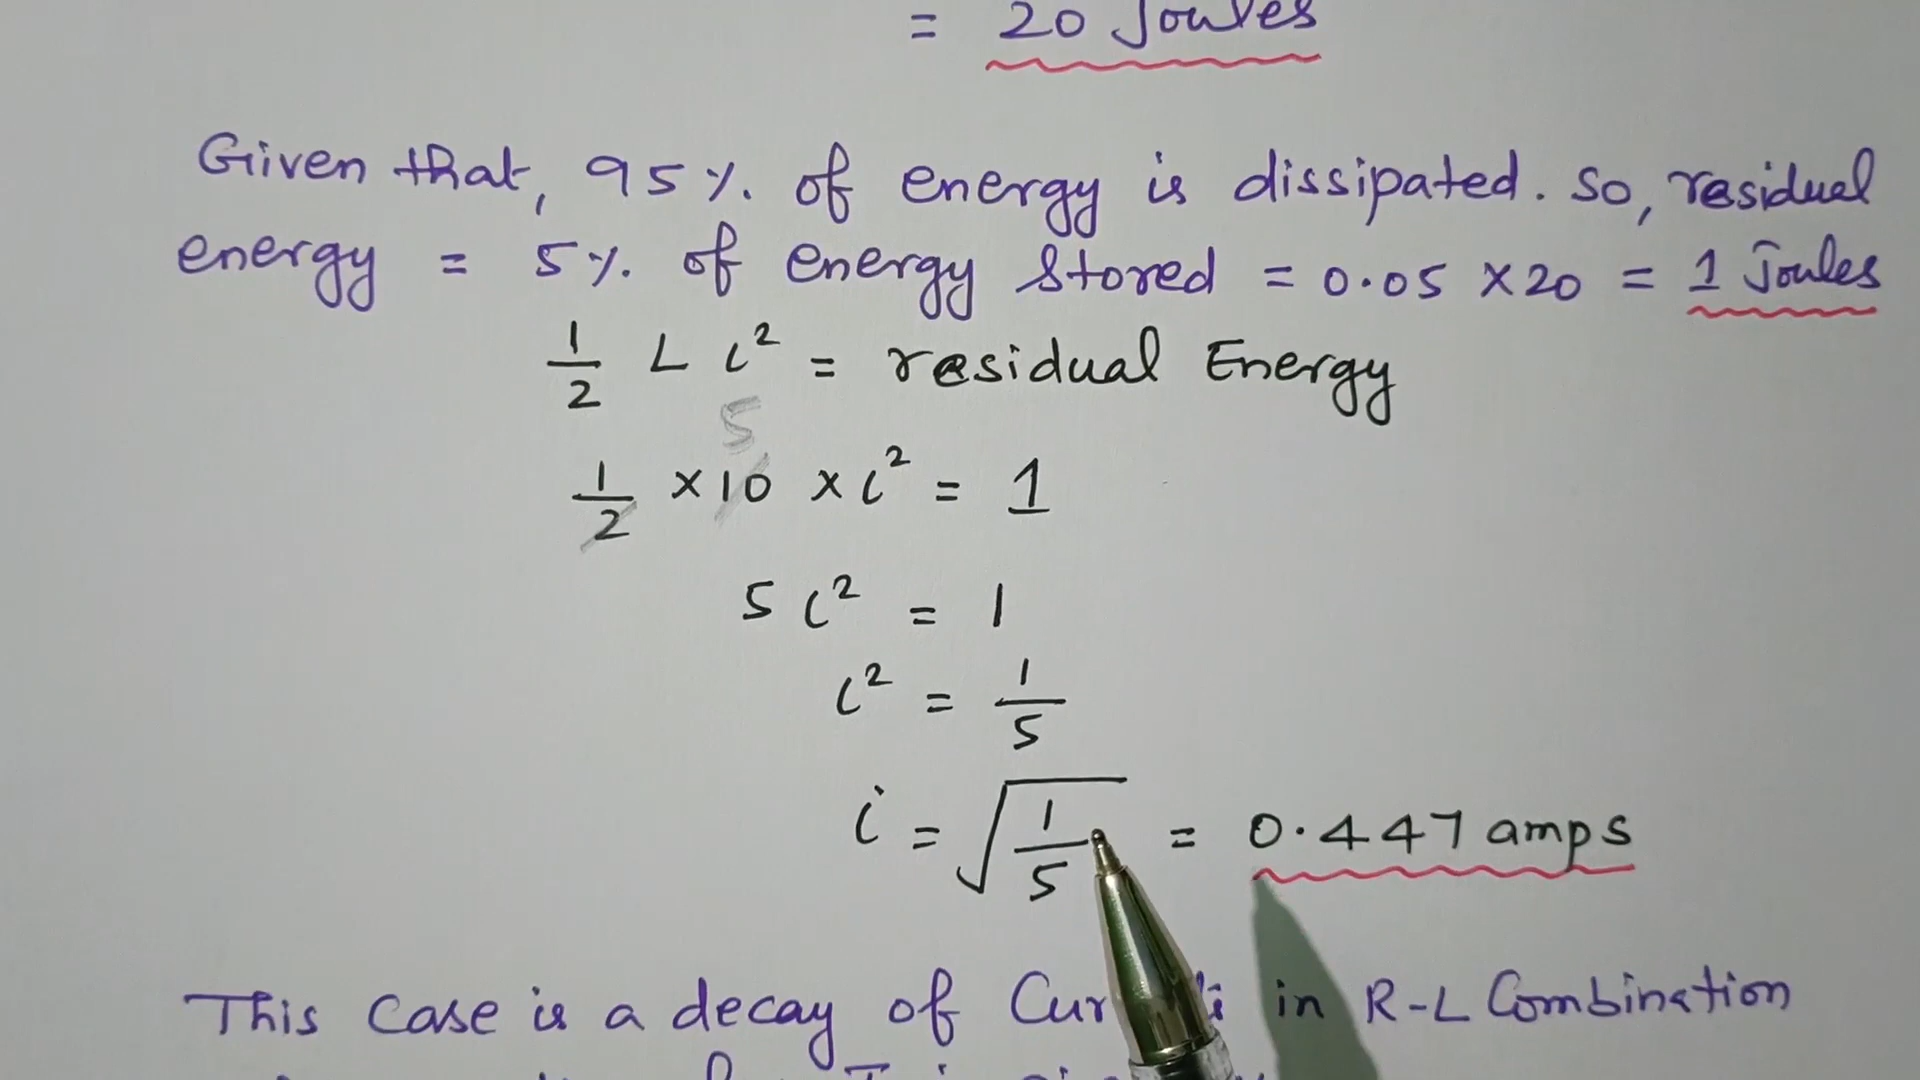 = 20 Joules
Given that, 95%. of energy is dissipated. So, residual
energy = 5%. of energy stored = 0.05 × 20 = 1 Joules
1/2 L i² = residual Energy
5
1/2 × 10 × i² = 1
5 i² = 1
i² = 1/5
i = √1/5 = 0.447 amps
This Case is a decay of in R-L Combination